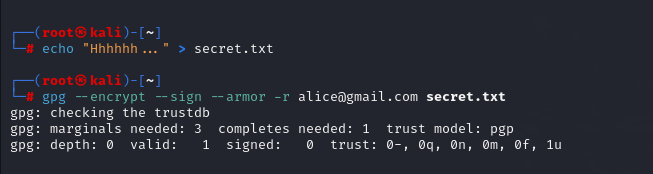 ┌──(root㉿kali)-[~]
└─# echo "Hhhhhh..." > secret.txt
┌──(root㉿kali)-[~]
└─# gpg --encrypt --sign --armor -r alice@gmail.com secret.txt
gpg: checking the trustdb
gpg: marginals needed: 3  completes needed: 1  trust model: pgp
gpg: depth: 0  valid:   1  signed:   0  trust: 0-, 0q, 0n, 0m, 0f, 1u